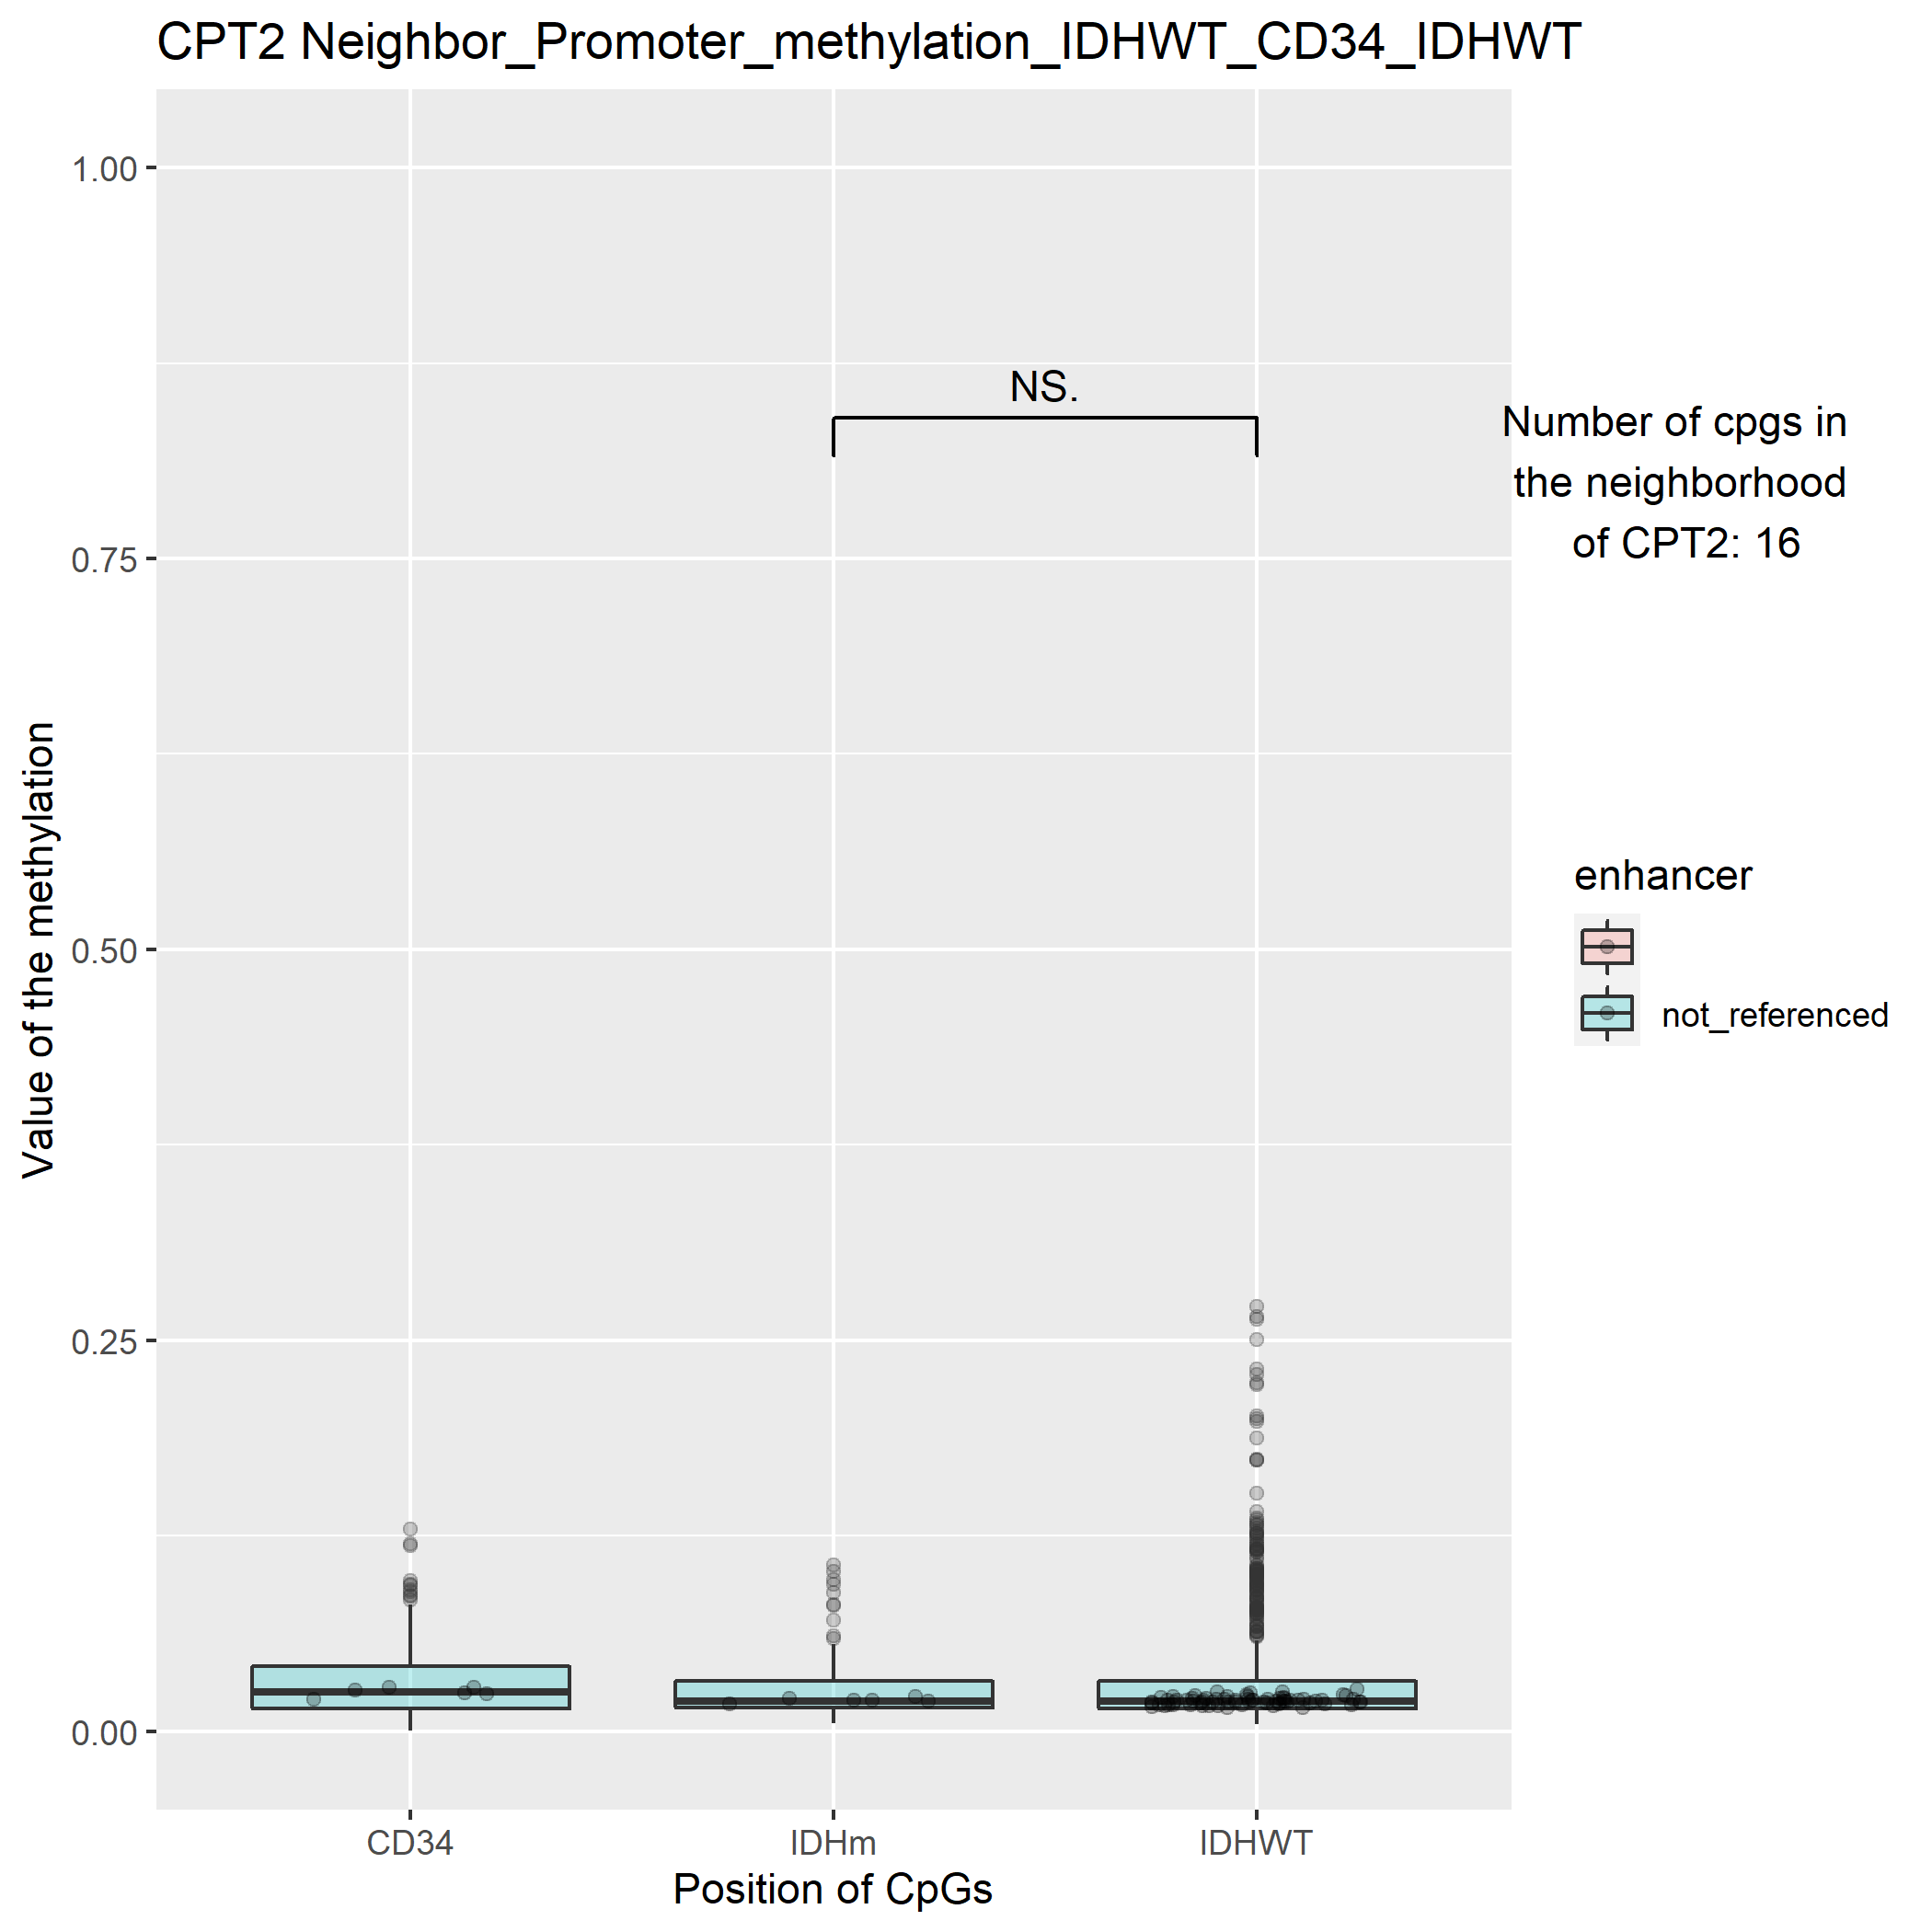 CPT2 Neighbor_Promoter_methylation_IDHWT_CD34_IDHWT
1.00
0.75
0.50
0.25
0.00
Value of the methylation
NS.
CD34
IDHm
IDHWT
Position of CpGs
Number of cpgs in
the neighborhood
of CPT2: 16
enhancer
not_referenced